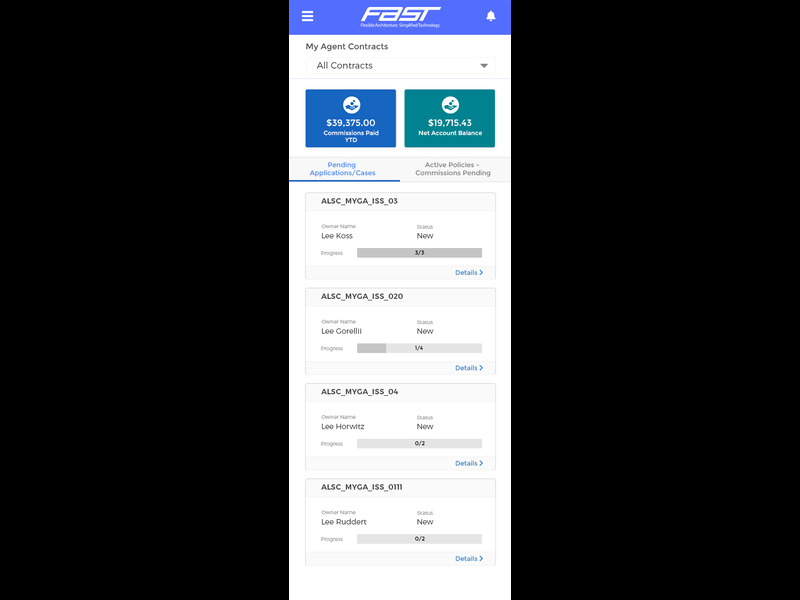 FAST
Flexible Architecture. Simplified Technology.
My Agent Contracts
All Contracts
$39,375.00
Commissions Paid
YTD
$19,715.43
Net Account Balance
Pending
Applications/Cases
Active Policies -
Commissions Pending
ALSC_MYGA_ISS_03
Owner Name
Status
Lee Koss
New
Progress
3/3
Details
ALSC_MYGA_ISS_020
Owner Name
Status
Lee Gorellii
New
Progress
1/4
Details
ALSC_MYGA_ISS_04
Owner Name
Status
Lee Horwitz
New
Progress
0/2
Details
ALSC_MYGA_ISS_0111
Owner Name
Status
Lee Ruddert
New
Progress
0/2
Details